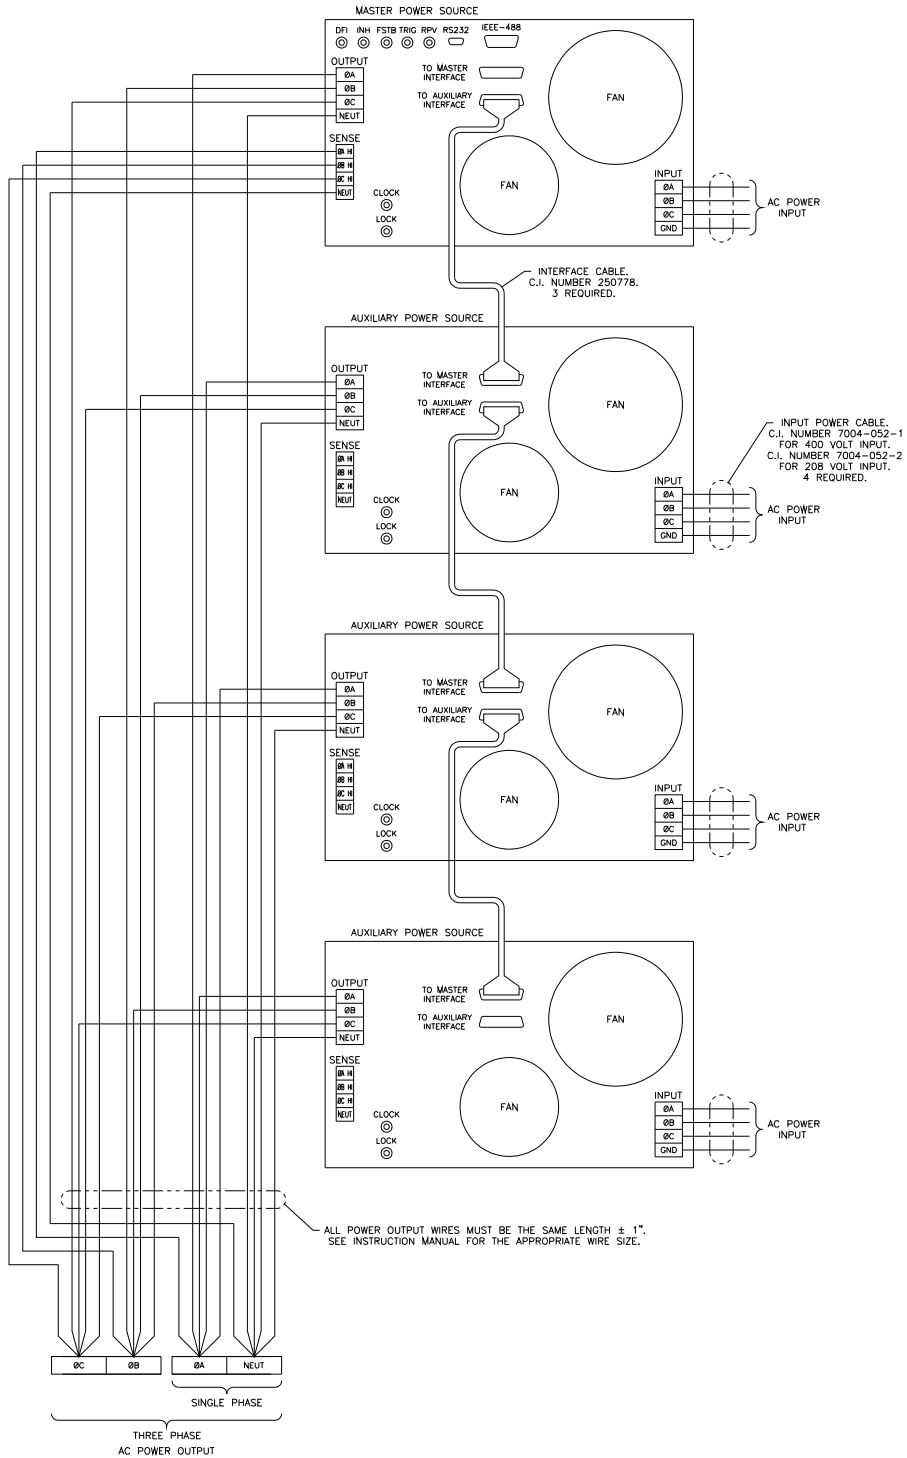 MASTER POWER SOURCE
DFI INH FSTB TRIG RPV RS232 IEEE-488
OUTPUT
ØA
ØB
ØC
NEUT
TO MASTER
INTERFACE
TO AUXILIARY
INTERFACE
FAN
SENSE
ØA HI
ØB HI
ØC HI
NEUT
CLOCK
LOCK
FAN
INPUT
ØA
ØB
ØC
GND
AC POWER
INPUT
INTERFACE CABLE.
C.I. NUMBER 250778.
3 REQUIRED.
AUXILIARY POWER SOURCE
OUTPUT
ØA
ØB
ØC
NEUT
TO MASTER
INTERFACE
TO AUXILIARY
INTERFACE
FAN
SENSE
ØA HI
ØB HI
ØC HI
NEUT
CLOCK
LOCK
FAN
INPUT
ØA
ØB
ØC
GND
AC POWER
INPUT
INPUT POWER CABLE.
C.I. NUMBER 7004-052-1
FOR 400 VOLT INPUT.
C.I. NUMBER 7004-052-2
FOR 208 VOLT INPUT.
4 REQUIRED.
AUXILIARY POWER SOURCE
OUTPUT
ØA
ØB
ØC
NEUT
TO MASTER
INTERFACE
TO AUXILIARY
INTERFACE
FAN
SENSE
ØA HI
ØB HI
ØC HI
NEUT
CLOCK
LOCK
FAN
INPUT
ØA
ØB
ØC
GND
AC POWER
INPUT
AUXILIARY POWER SOURCE
OUTPUT
ØA
ØB
ØC
NEUT
TO MASTER
INTERFACE
TO AUXILIARY
INTERFACE
FAN
SENSE
ØA HI
ØB HI
ØC HI
NEUT
CLOCK
LOCK
FAN
INPUT
ØA
ØB
ØC
GND
AC POWER
INPUT
ALL POWER OUTPUT WIRES MUST BE THE SAME LENGTH ± 1".
SEE INSTRUCTION MANUAL FOR THE APPROPRIATE WIRE SIZE.
ØC ØB ØA NEUT
SINGLE PHASE
THREE PHASE
AC POWER OUTPUT